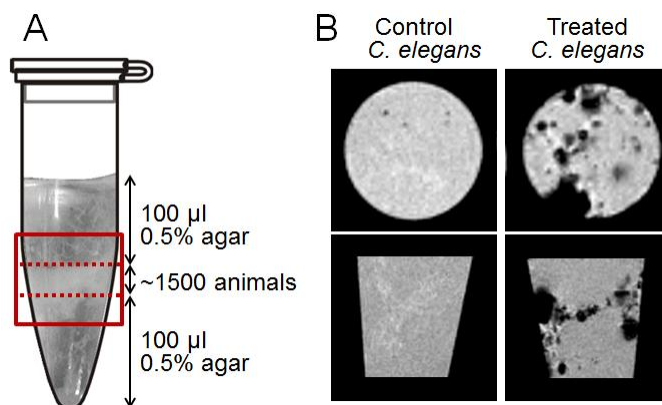 A
100 µl
0.5% agar
~1500 animals
100 µl
0.5% agar
B
Control
C. elegans
Treated
C. elegans